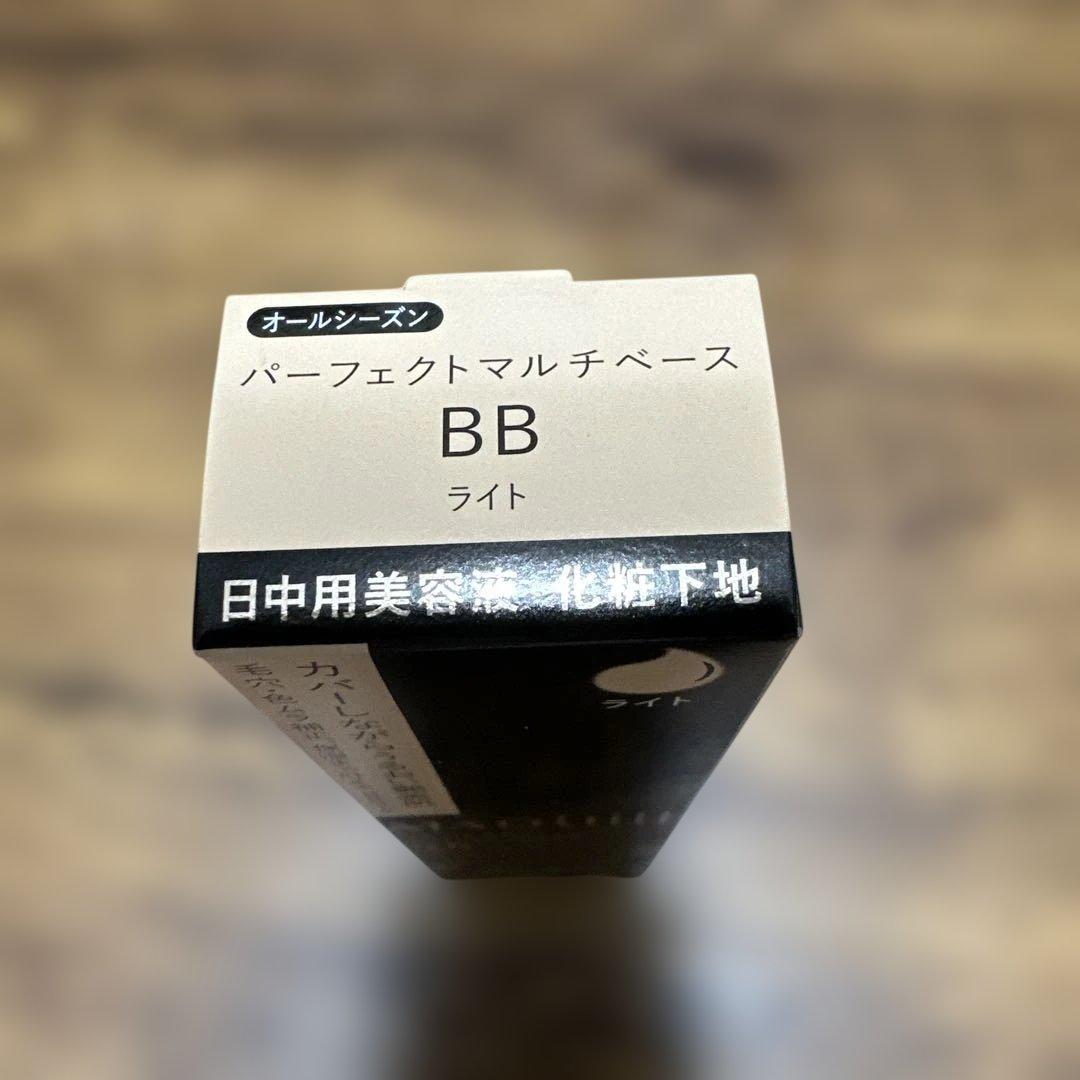 オールシーズン
パーフェクトマルチベース
BB
ライト
日中用美容液 化粧下地
ライト